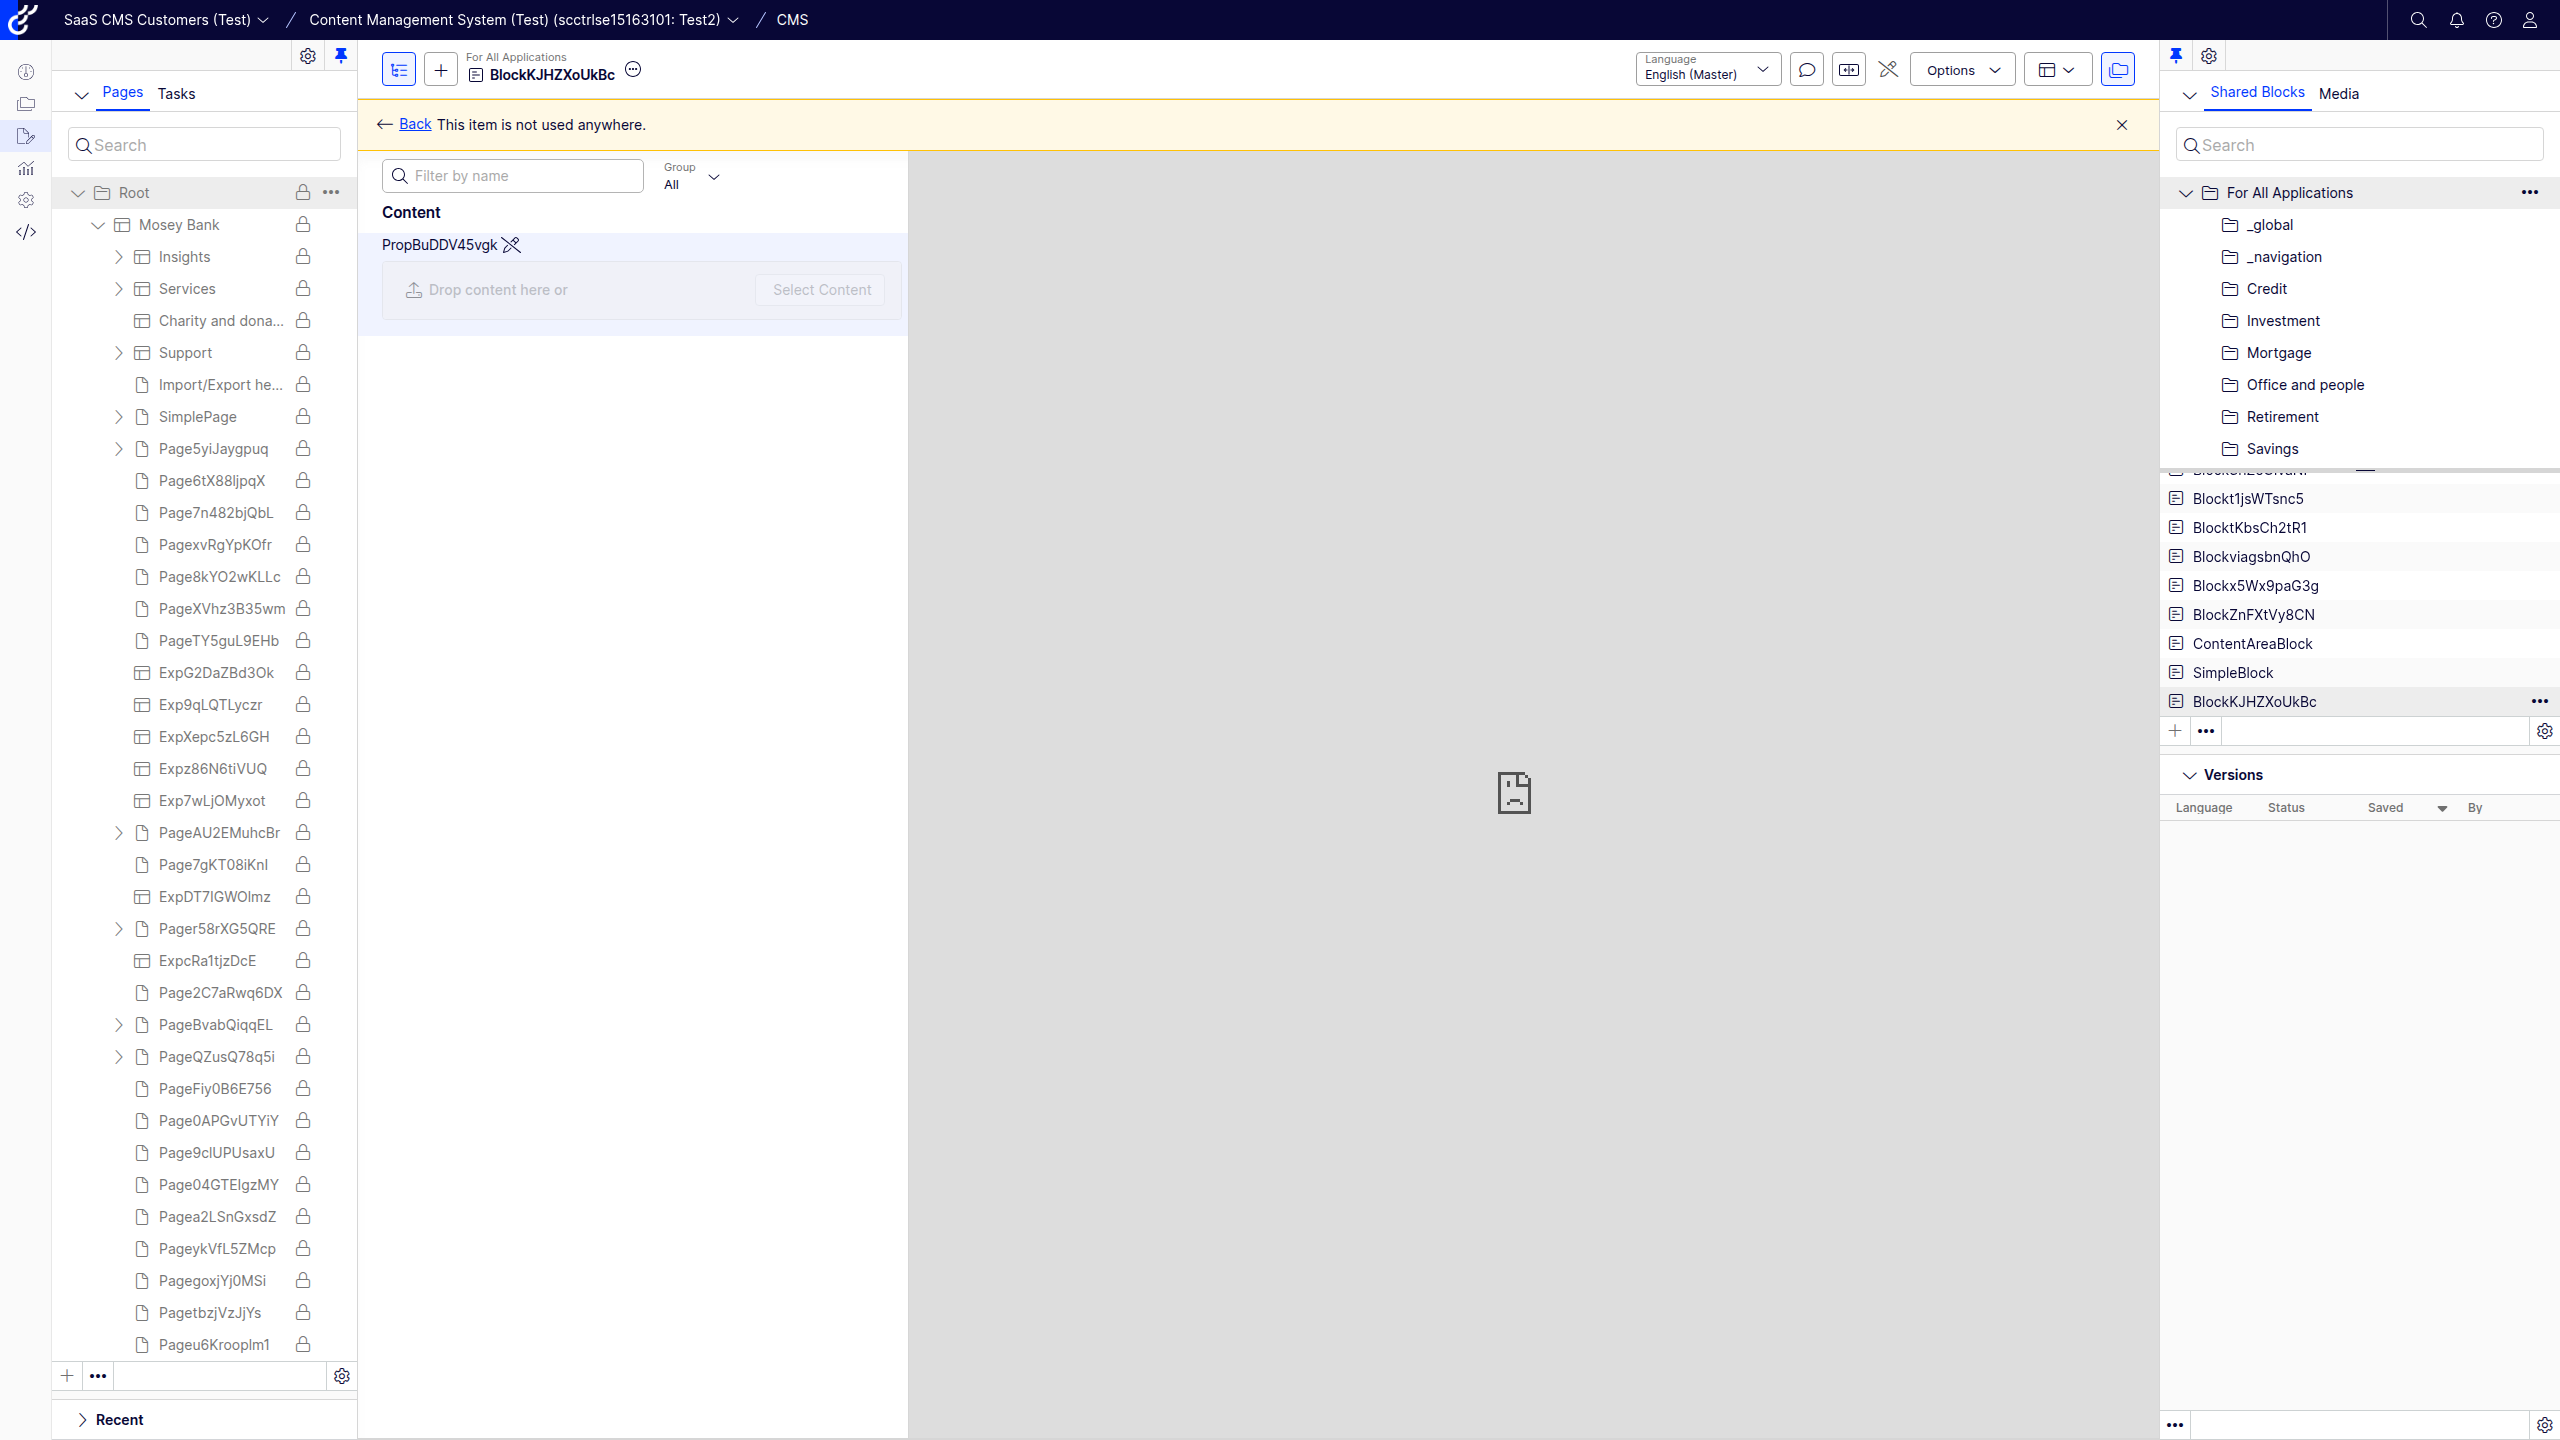 SaaS CMS Customers (Test)
Content Management System (Test) (scctrlse15163101: Test2)
CMS
Pages
Tasks
Search
Root
Mosey Bank
Insights
Services
Charity and dona...
Support
Import/Export he...
SimplePage
Page5yiJaygpuq
Page6tX88ljpqX
Page7n482bjQbL
PagexvRgYpKOfr
Page8kYO2wKLLc
PageXVhz3B35wm
PageTY5guL9EHb
ExpG2DaZBd3Ok
Exp9qLQTLyczr
ExpXepc5zL6GH
Expz86N6tiVUQ
Exp7wLjOMyxot
PageAU2EMuhcBr
Page7gKT08iKnI
ExpDT7IGWOlmz
Pager58rXG5QRE
ExpcRa1tjzDcE
Page2C7aRwq6DX
PageBvabQiqqEL
PageQZusQ78q5i
PageFiy0B6E756
Page0APGvUTYiY
Page9clUPUsaxU
Page04GTEIgzMY
Pagea2LSnGxsdZ
PageykVfL5ZMcp
PagegoxjYj0MSi
PagetbzjVzJjYs
Pageu6Krooplm1
Recent
For All Applications
BlockKJHZXoUkBc
Language
English (Master)
Options
Back This item is not used anywhere.
Filter by name
Group
All
Content
PropBuDDV45vgk
Drop content here or
Select Content
Shared Blocks
Media
Search
For All Applications
_global
_navigation
Credit
Investment
Mortgage
Office and people
Retirement
Savings
Blockt1jsWTsnc5
BlocktKbsCh2tR1
BlockviagsbnQhO
Blockx5Wx9paG3g
BlockZnFXtVy8CN
ContentAreaBlock
SimpleBlock
BlockKJHZXoUkBc
Versions
Language
Status
Saved
By